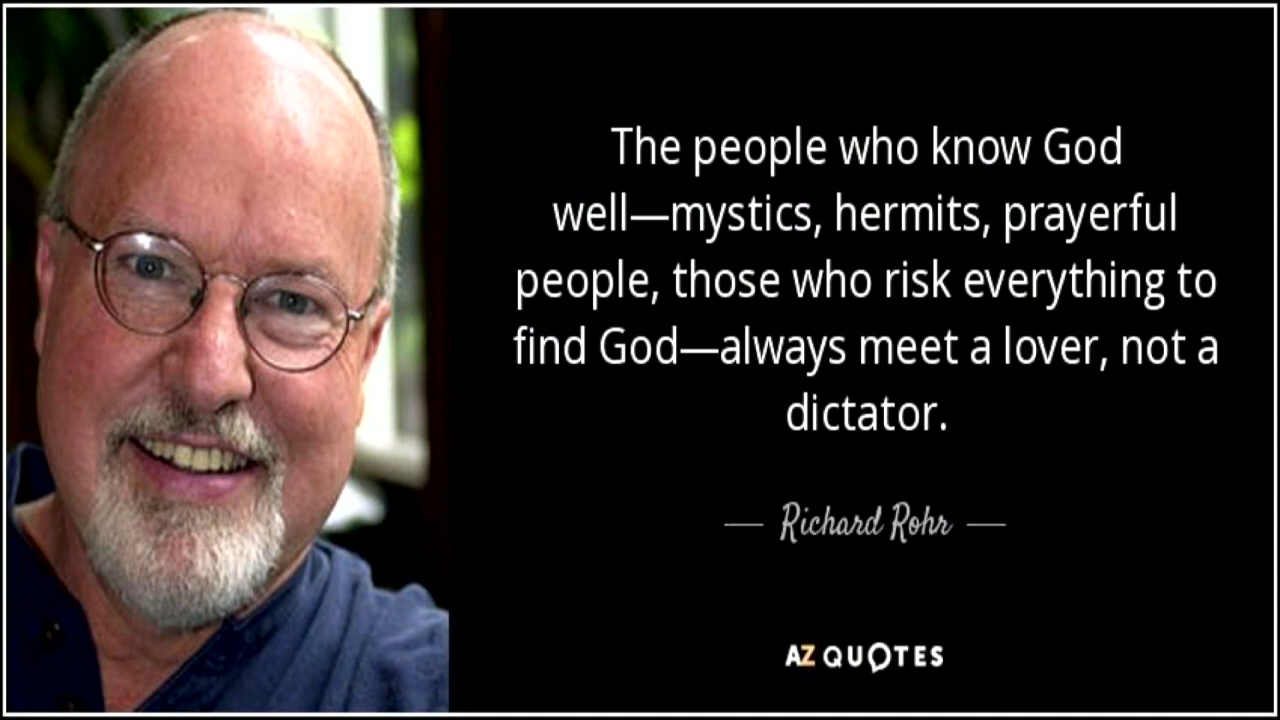 The people who know God
well—mystics, hermits, prayerful
people, those who risk everything to
find God—always meet a lover, not a
dictator.
— Richard Rohr —
AZ QUOTES